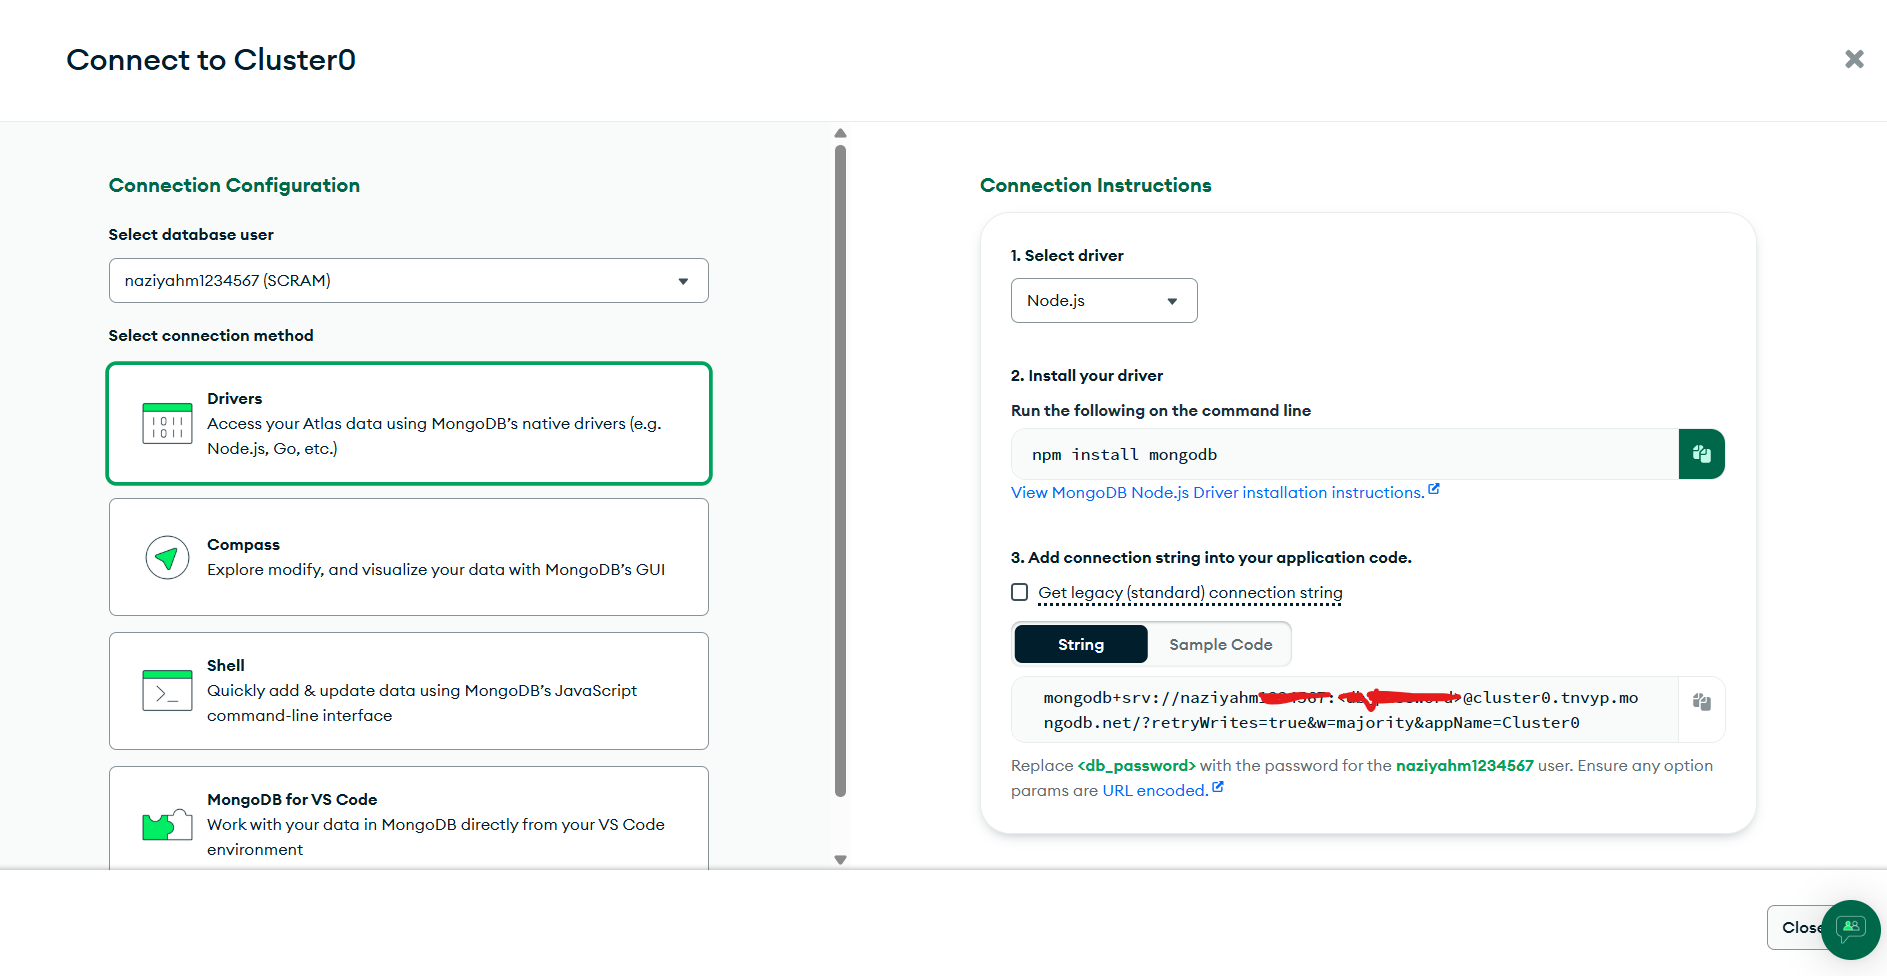 Connect to Cluster0
Connection Configuration
Select database user
naziyahm1234567 (SCRAM)
Select connection method
Drivers
Access your Atlas data using MongoDB’s native drivers (e.g.
Node.js, Go, etc.)
Compass
Explore modify, and visualize your data with MongoDB’s GUI
Shell
Quickly add & update data using MongoDB’s JavaScript
command-line interface
MongoDB for VS Code
Work with your data in MongoDB directly from your VS Code
environment
Connection Instructions
1. Select driver
Node.js
2. Install your driver
Run the following on the command line
npm install mongodb
View MongoDB Node.js Driver installation instructions.
3. Add connection string into your application code.
Get legacy (standard) connection string
String
Sample Code
mongodb+srv://naziyahm @cluster0.tnvyp.mo
ngodb.net/?retryWrites=true&w=majority&appName=Cluster0
Replace <db_password> with the password for the naziyahm1234567 user. Ensure any option
params are URL encoded.
Close